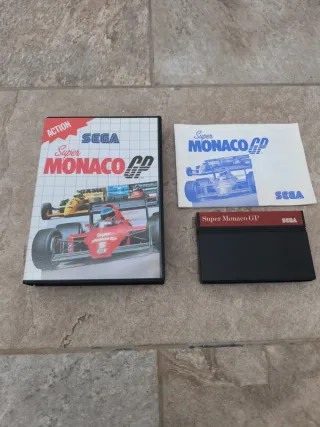 ACTION
SEGA
Super
MONACO GP
Super
MONACO GP
SEGA
Super Monaco GP
SEGA